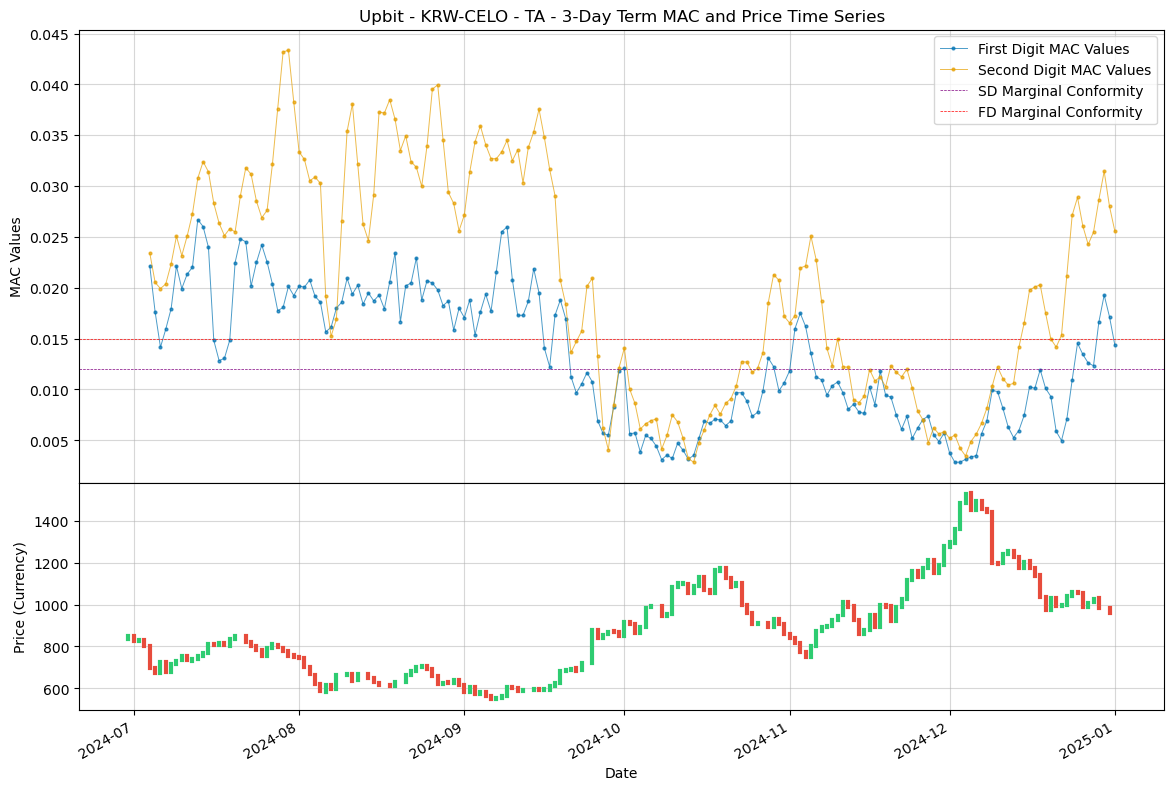 Upbit - KRW-CELO - TA - 3-Day Term MAC and Price Time Series
0.045
0.040
0.035
0.030
0.025
0.020
0.015
0.010
0.005
MAC Values
First Digit MAC Values
Second Digit MAC Values
SD Marginal Conformity
FD Marginal Conformity
1400
1200
1000
800
600
Price (Currency)
2024-07
2024-08
2024-09
2024-10
2024-11
2024-12
2025-01
Date